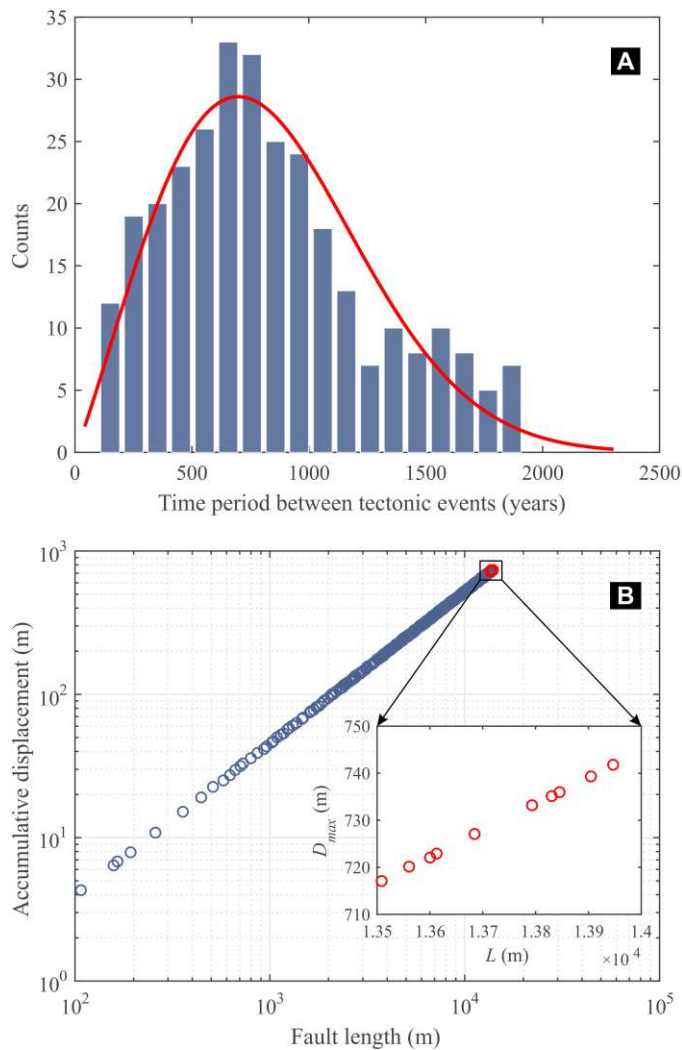 35
A
30
25
20
15
10
5
0
Counts
0 500 1000 1500 2000 2500
Time period between tectonic events (years)
10³
B
10²
10¹
10⁰
Accumulative displacement (m)
750
740
730
720
710
D_max (m)
1.35 1.36 1.37 1.38 1.39 1.4
L (m) ×10⁴
10² 10³ 10⁴ 10⁵
Fault length (m)